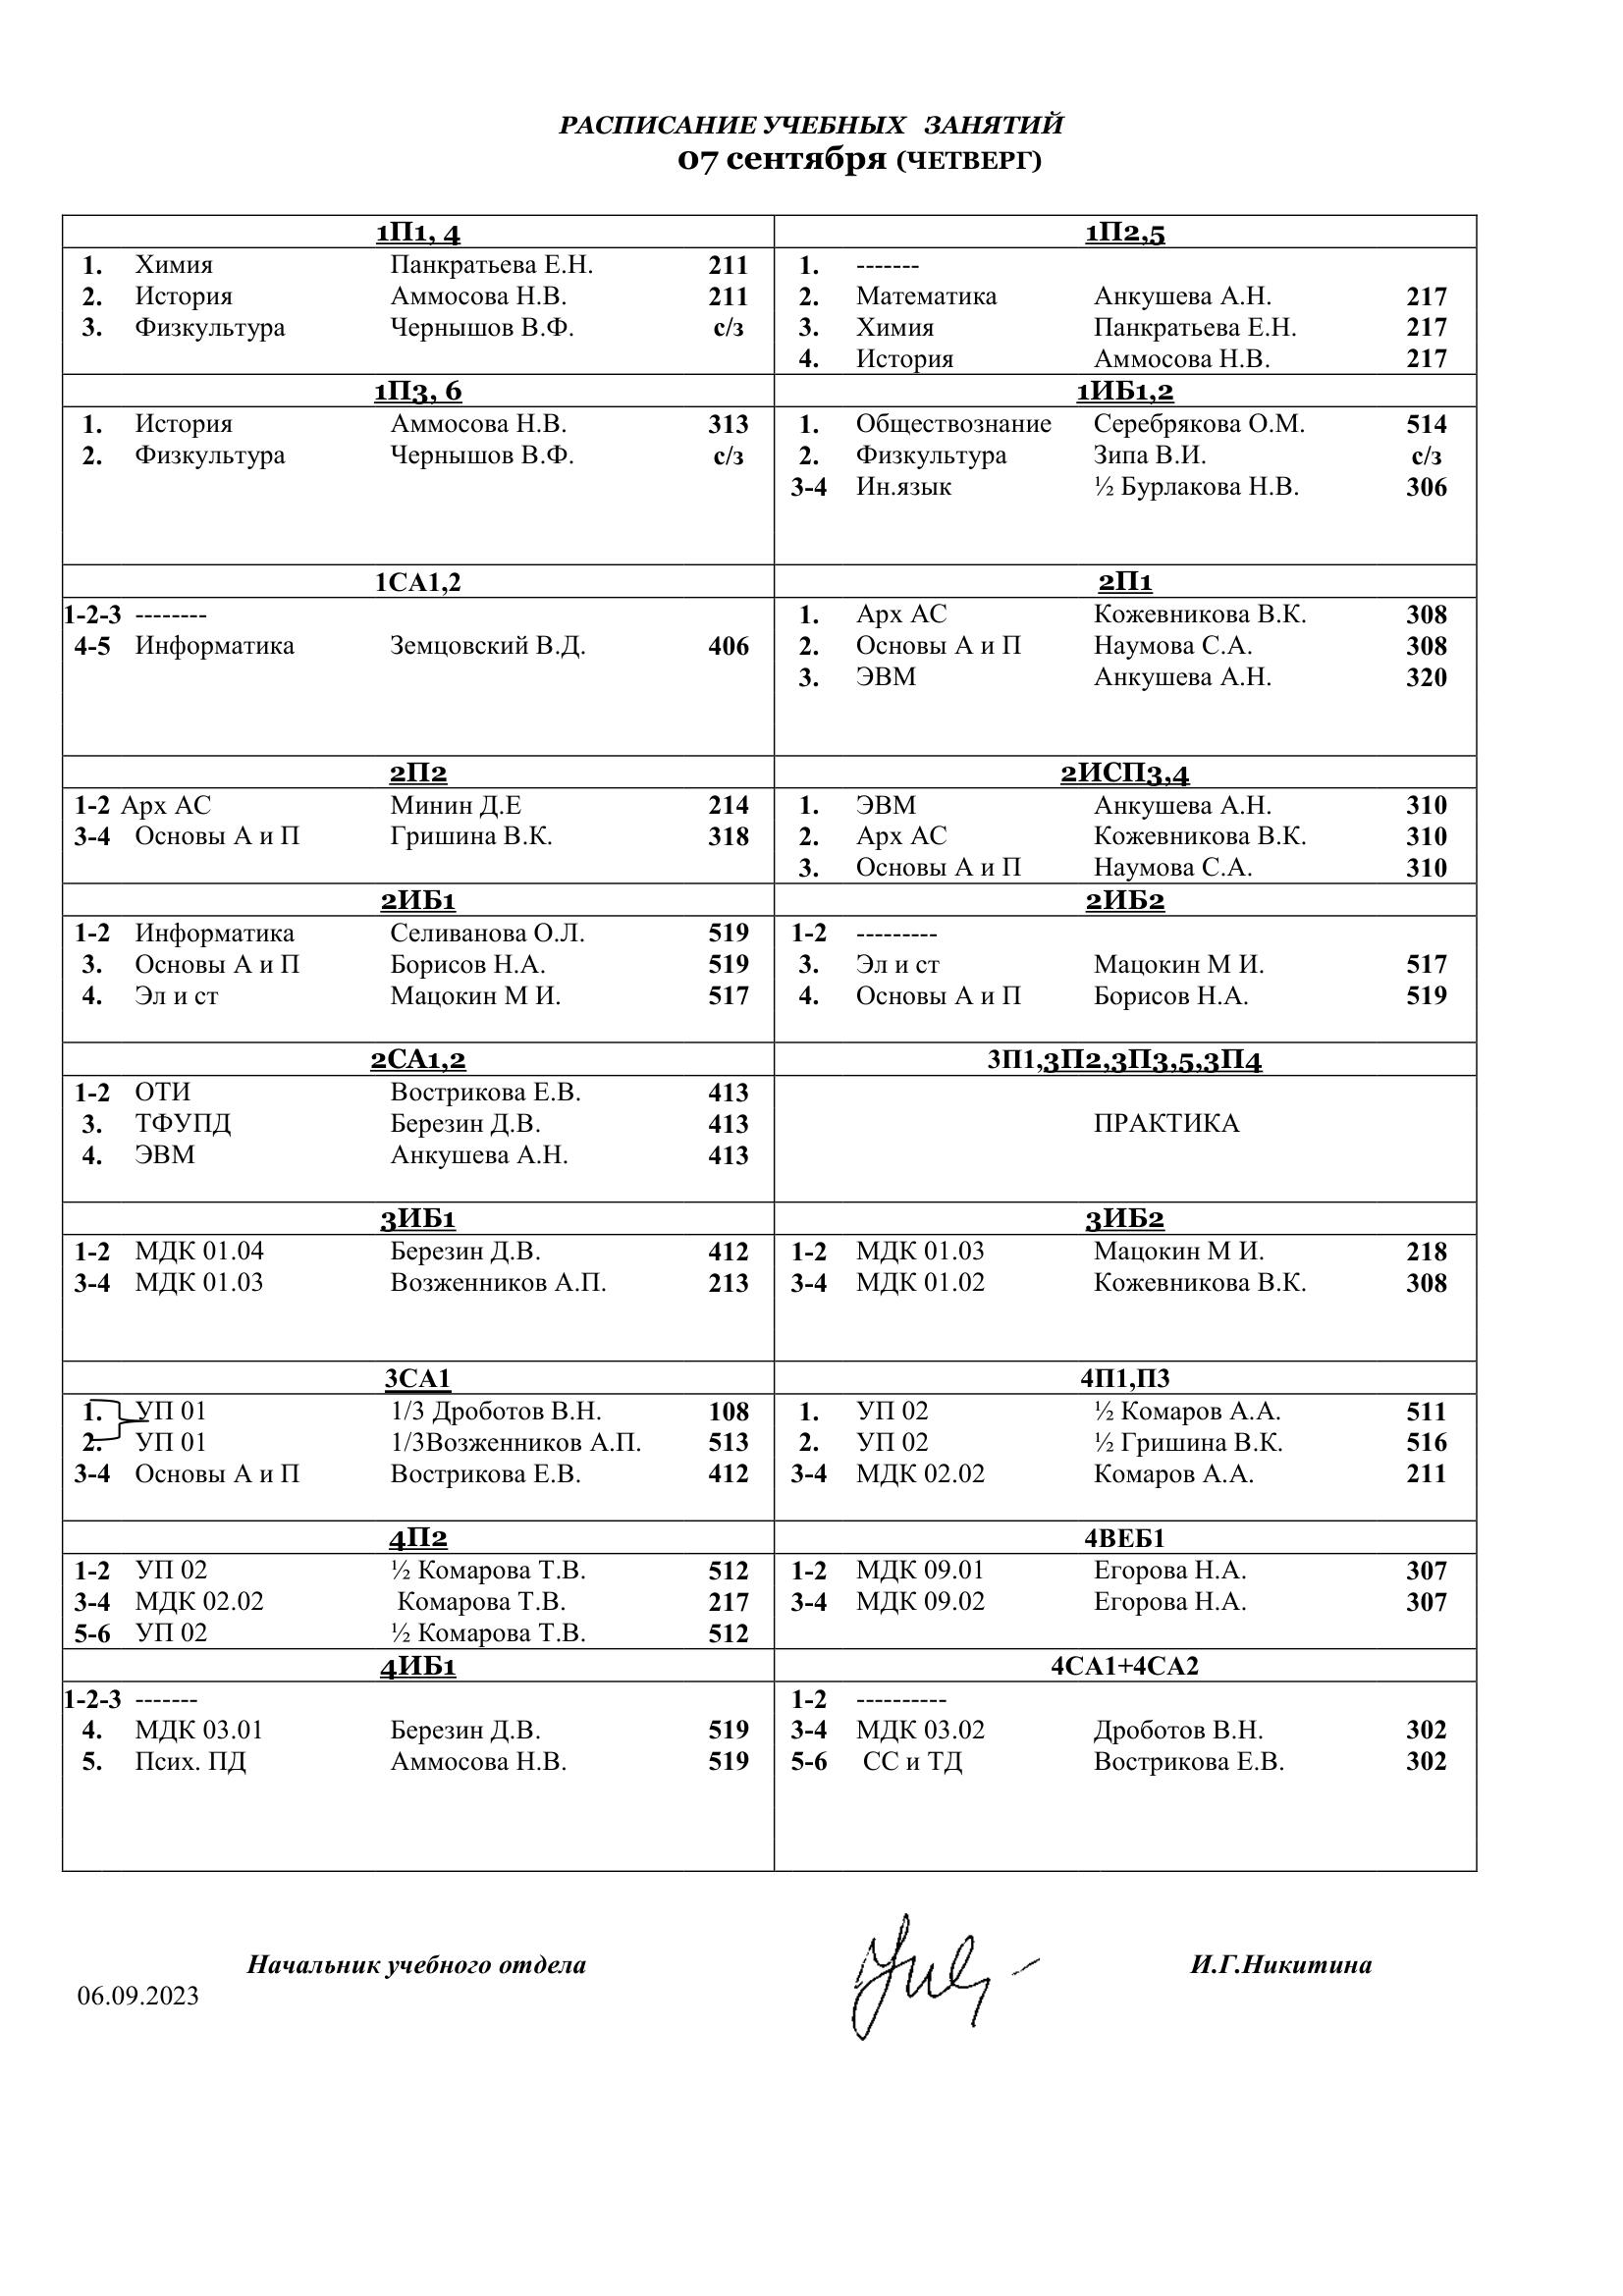 РАСПИСАНИЕ УЧЕБНЫХ ЗАНЯТИЙ
07 сентября (ЧЕТВЕРГ)
1П1, 4
1. Химия Панкратьева Е.Н. 211
2. История Аммосова Н.В. 211
3. Физкультура Чернышов В.Ф. с/з
1П2,5
1. -------
2. Математика Анкушева А.Н. 217
3. Химия Панкратьева Е.Н. 217
4. История Аммосова Н.В. 217
1П3, 6
1. История Аммосова Н.В. 313
2. Физкультура Чернышов В.Ф. с/з
1ИБ1,2
1. Обществознание Серебрякова О.М. 514
2. Физкультура Зипа В.И. с/з
3-4 Ин.язык ½ Бурлакова Н.В. 306
1СА1,2
1-2-3 --------
4-5 Информатика Земцовский В.Д. 406
2П1
1. Арх АС Кожевникова В.К. 308
2. Основы А и П Наумова С.А. 308
3. ЭВМ Анкушева А.Н. 320
2П2
1-2 Арх АС Минин Д.Е 214
3-4 Основы А и П Гришина В.К. 318
2ИСП3,4
1. ЭВМ Анкушева А.Н. 310
2. Арх АС Кожевникова В.К. 310
3. Основы А и П Наумова С.А. 310
2ИБ1
1-2 Информатика Селиванова О.Л. 519
3. Основы А и П Борисов Н.А. 519
4. Эл и ст Мацокин М И. 517
2ИБ2
1-2 ---------
3. Эл и ст Мацокин М И. 517
4. Основы А и П Борисов Н.А. 519
2СА1,2
1-2 ОТИ Вострикова Е.В. 413
3. ТФУПД Березин Д.В. 413
4. ЭВМ Анкушева А.Н. 413
3П1,3П2,3П3,5,3П4
ПРАКТИКА
3ИБ1
1-2 МДК 01.04 Березин Д.В. 412
3-4 МДК 01.03 Возженников А.П. 213
3ИБ2
1-2 МДК 01.03 Мацокин М И. 218
3-4 МДК 01.02 Кожевникова В.К. 308
3СА1
1. УП 01 1/3 Дроботов В.Н. 108
2. УП 01 1/3Возженников А.П. 513
3-4 Основы А и П Вострикова Е.В. 412
4П1,П3
1. УП 02 ½ Комаров А.А. 511
2. УП 02 ½ Гришина В.К. 516
3-4 МДК 02.02 Комаров А.А. 211
4П2
1-2 УП 02 ½ Комарова Т.В. 512
3-4 МДК 02.02 Комарова Т.В. 217
5-6 УП 02 ½ Комарова Т.В. 512
4ВЕБ1
1-2 МДК 09.01 Егорова Н.А. 307
3-4 МДК 09.02 Егорова Н.А. 307
4ИБ1
1-2-3 -------
4. МДК 03.01 Березин Д.В. 519
5. Псих. ПД Аммосова Н.В. 519
4СА1+4СА2
1-2 ----------
3-4 МДК 03.02 Дроботов В.Н. 302
5-6 СС и ТД Вострикова Е.В. 302
Начальник учебного отдела И.Г.Никитина
06.09.2023